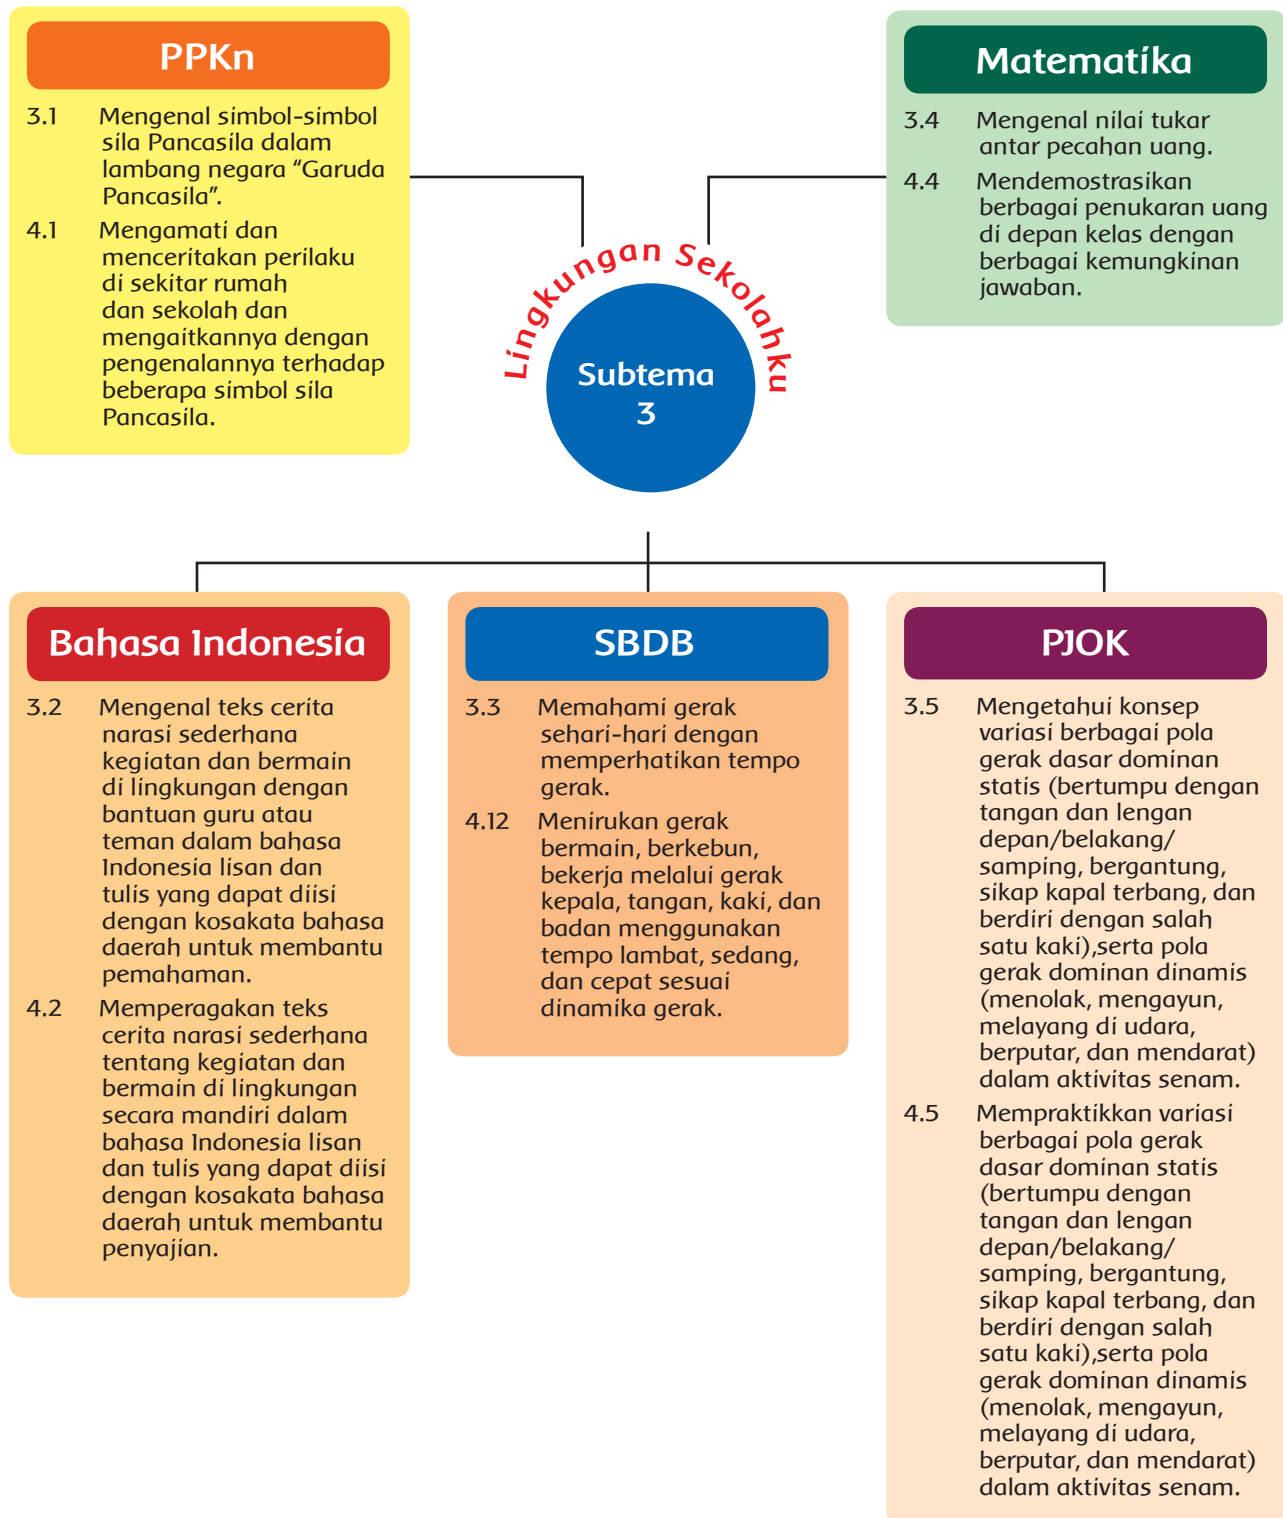 PPKn
3.1 Mengenal simbol-simbol
sila Pancasila dalam
lambang negara “Garuda
Pancasila”.
4.1 Mengamati dan
menceritakan perilaku
di sekitar rumah
dan sekolah dan
mengaitkannya dengan
pengenalannya terhadap
beberapa simbol sila
Pancasila.
Matematika
3.4 Mengenal nilai tukar
antar pecahan uang.
4.4 Mendemostrasikan
berbagai penukaran uang
di depan kelas dengan
berbagai kemungkinan
jawaban.
Lingkungan Sekolahku
Subtema
3
Bahasa Indonesia
3.2 Mengenal teks cerita
narasi sederhana
kegiatan dan bermain
di lingkungan dengan
bantuan guru atau
teman dalam bahasa
Indonesia lisan dan
tulis yang dapat diisi
dengan kosakata bahasa
daerah untuk membantu
pemahaman.
4.2 Memperagakan teks
cerita narasi sederhana
tentang kegiatan dan
bermain di lingkungan
secara mandiri dalam
bahasa Indonesia lisan
dan tulis yang dapat diisi
dengan kosakata bahasa
daerah untuk membantu
penyajian.
SBDB
3.3 Memahami gerak
sehari-hari dengan
memperhatikan tempo
gerak.
4.12 Menirukan gerak
bermain, berkebun,
bekerja melalui gerak
kepala, tangan, kaki, dan
badan menggunakan
tempo lambat, sedang,
dan cepat sesuai
dinamika gerak.
PJOK
3.5 Mengetahui konsep
variasi berbagai pola
gerak dasar dominan
statis (bertumpu dengan
tangan dan lengan
depan/belakang/
samping, bergantung,
sikap kapal terbang, dan
berdiri dengan salah
satu kaki),serta pola
gerak dominan dinamis
(menolak, mengayun,
melayang di udara,
berputar, dan mendarat)
dalam aktivitas senam.
4.5 Mempraktikkan variasi
berbagai pola gerak
dasar dominan statis
(bertumpu dengan
tangan dan lengan
depan/belakang/
samping, bergantung,
sikap kapal terbang, dan
berdiri dengan salah
satu kaki),serta pola
gerak dominan dinamis
(menolak, mengayun,
melayang di udara,
berputar, dan mendarat)
dalam aktivitas senam.